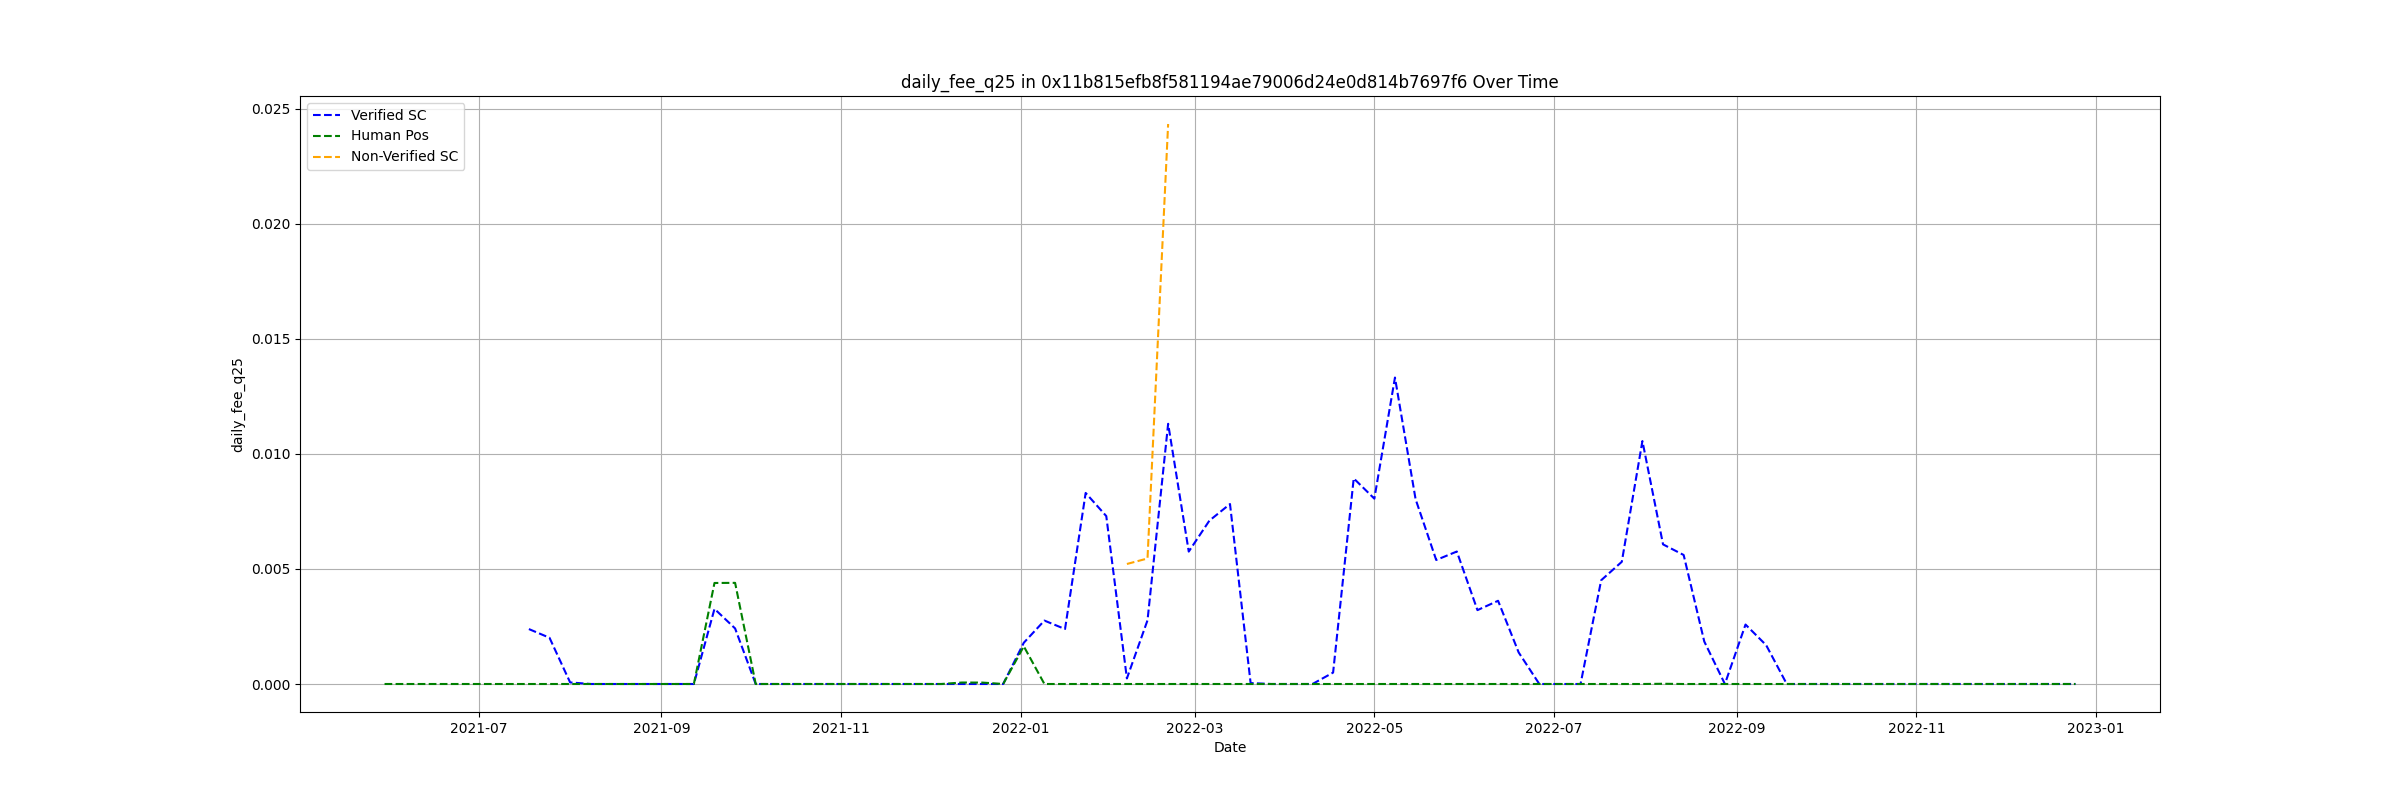 daily_fee_q25 in 0x11b815efb8f581194ae79006d24e0d814b7697f6 Over Time
Verified SC
Human Pos
Non-Verified SC
daily_fee_q25
0.025
0.020
0.015
0.010
0.005
0.000
2021-07
2021-09
2021-11
2022-01
2022-03
2022-05
2022-07
2022-09
2022-11
2023-01
Date